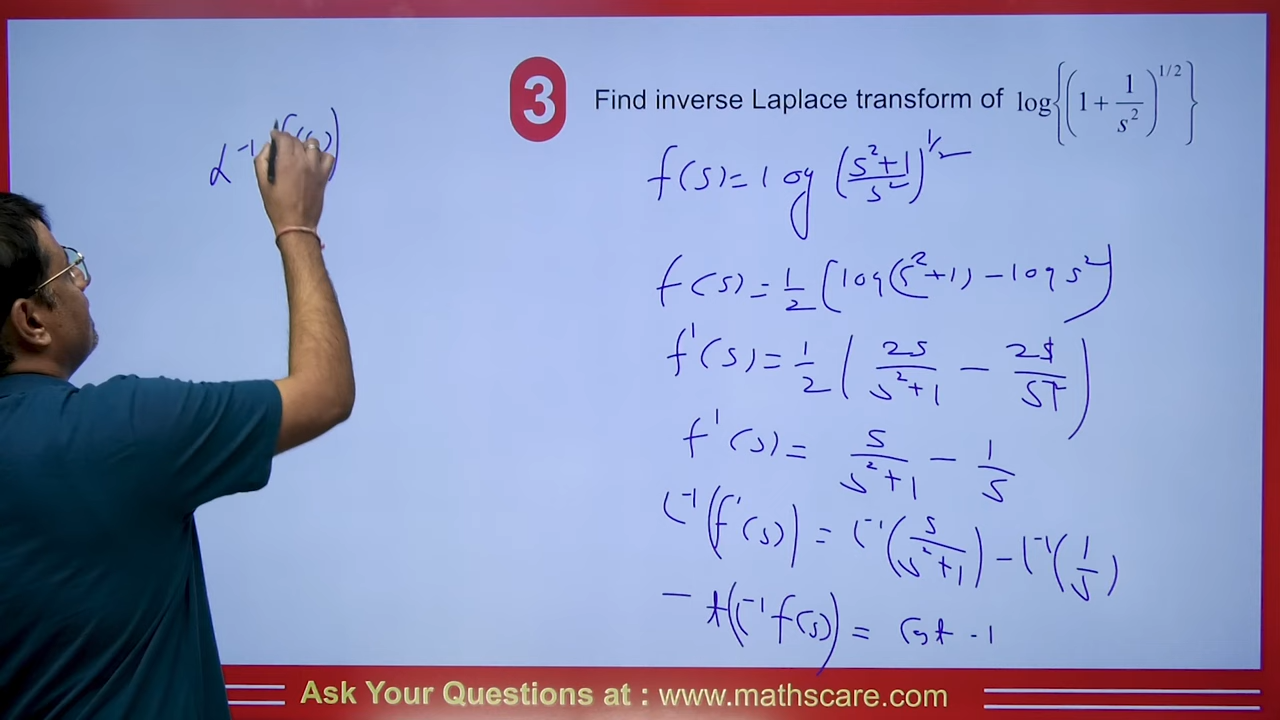 3 Find inverse Laplace transform of log{(1 + 1/s²)^1/2}
f(s) = log (s²+1/s²)^1/2
f(s) = 1/2 (log(s²+1) - log s²)
f'(s) = 1/2 (2s/s²+1 - 2s/s²)
f'(s) = s/s²+1 - 1/s
L⁻¹(f'(s)) = L⁻¹(s/s²+1) - L⁻¹(1/s)
- t(L⁻¹ f(s)) = cost - 1
L⁻¹ f(s))
Ask Your Questions at : www.mathscare.com